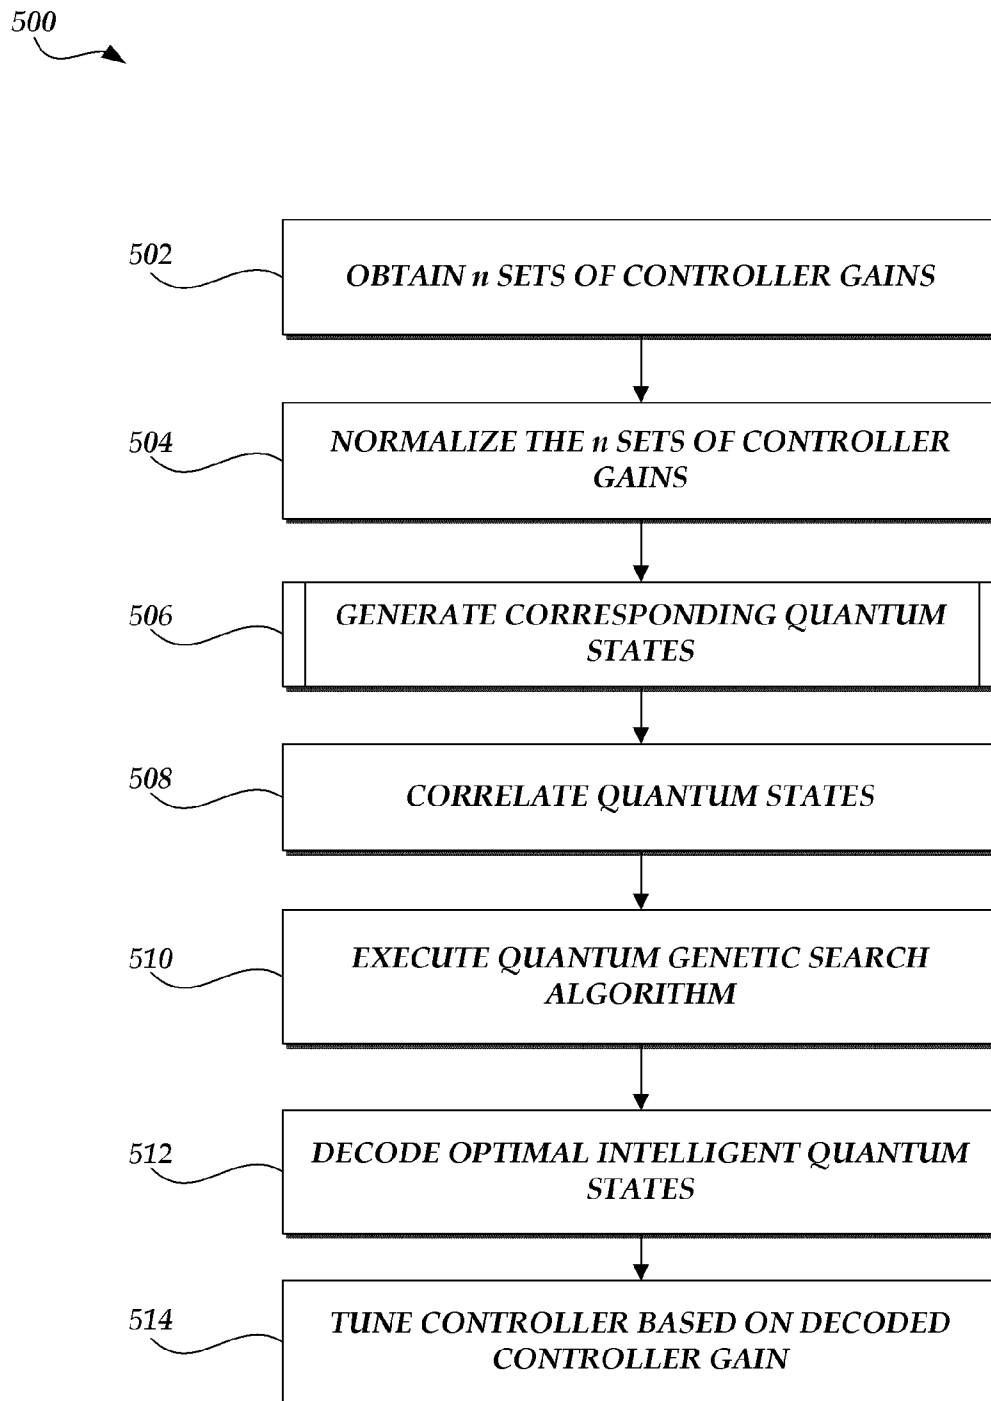 500
502
OBTAIN n SETS OF CONTROLLER GAINS
504
NORMALIZE THE n SETS OF CONTROLLER
GAINS
506
GENERATE CORRESPONDING QUANTUM
STATES
508
CORRELATE QUANTUM STATES
510
EXECUTE QUANTUM GENETIC SEARCH
ALGORITHM
512
DECODE OPTIMAL INTELLIGENT QUANTUM
STATES
514
TUNE CONTROLLER BASED ON DECODED
CONTROLLER GAIN